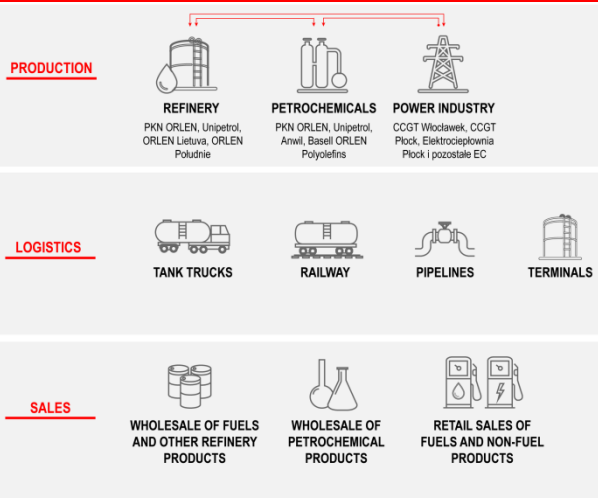 PRODUCTION
REFINERY
PKN ORLEN, Unipetrol,
ORLEN Lietuva, ORLEN
Południe
PETROCHEMICALS
PKN ORLEN, Unipetrol,
Anwil, Basell ORLEN
Polyolefins
POWER INDUSTRY
CCGT Włocławek, CCGT
Płock, Elektrociepłownia
Płock i pozostałe EC
LOGISTICS
TANK TRUCKS
RAILWAY
PIPELINES
TERMINALS
SALES
WHOLESALE OF FUELS
AND OTHER REFINERY
PRODUCTS
WHOLESALE OF
PETROCHEMICAL
PRODUCTS
RETAIL SALES OF
FUELS AND NON-FUEL
PRODUCTS